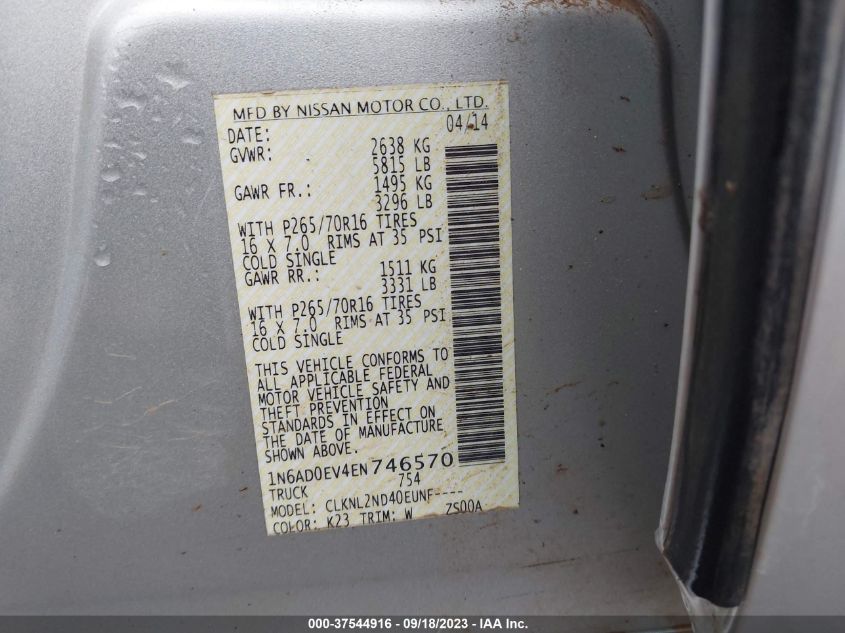 MFD BY NISSAN MOTOR CO., LTD.
DATE: 04/14
GVWR: 2638 KG
5815 LB
GAWR FR.: 1495 KG
3296 LB
WITH P265/70R16 TIRES
16 X 7.0 RIMS AT 35 PSI
COLD SINGLE
GAWR RR.: 1511 KG
3331 LB
WITH P265/70R16 TIRES
16 X 7.0 RIMS AT 35 PSI
COLD SINGLE
THIS VEHICLE CONFORMS TO
ALL APPLICABLE FEDERAL
MOTOR VEHICLE SAFETY AND
THEFT PREVENTION
STANDARDS IN EFFECT ON
THE DATE OF MANUFACTURE
SHOWN ABOVE.
1N6AD0EV4EN746570
TRUCK 754
MODEL: CLKNL2ND40EUNF----
COLOR: K23 TRIM: W ZS00A
000-37544916 - 09/18/2023 - IAA Inc.